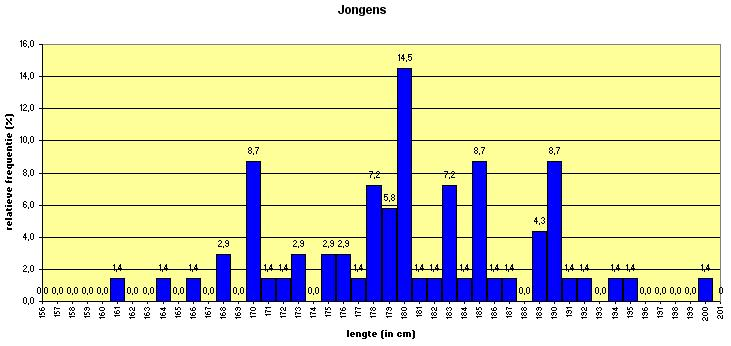 Jongens
16,0
14,5
14,0
12,0
10,0
8,7 8,7 8,7
8,0
7,2 7,2
6,0
5,8
4,3
4,0
2,9 2,9 2,9 2,9
2,0
1,4 1,4 1,4 1,4 1,4 1,4 1,4 1,4 1,4 1,4 1,4 1,4 1,4 1,4 1,4 1,4
0,0
0,0 0,0 0,0 0,0 0,0 0,0 0,0 0,0 0,0 0,0 0,0 0,0 0,0 0,0 0,0 0,0 0,0 0
156 157 158 159 160 161 162 163 164 165 166 167 168 169 170 171 172 173 174 175 176 177 178 179 180 181 182 183 184 185 186 187 188 189 190 191 192 193 194 195 196 197 198 199 200 201
relatieve frequentie (%)
lengte (in cm)